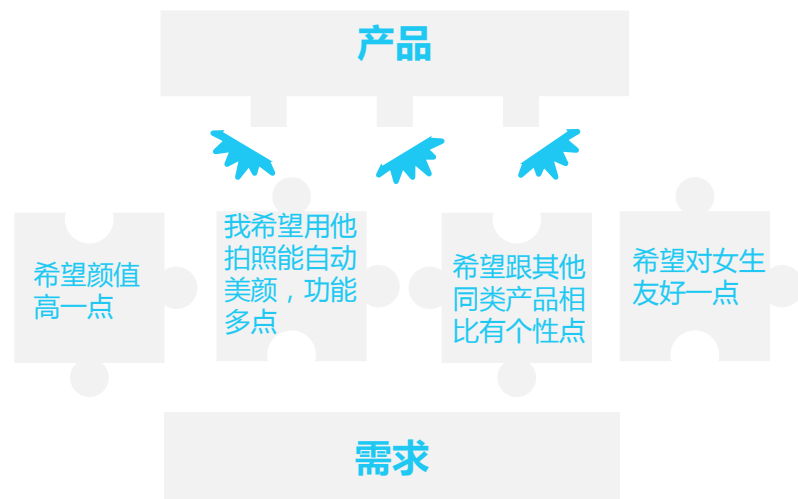 产品
希望颜值
高一点
我希望用他
拍照能自动
美颜，功能
多点
希望跟其他
同类产品相
比有个性点
希望对女生
友好一点
需求